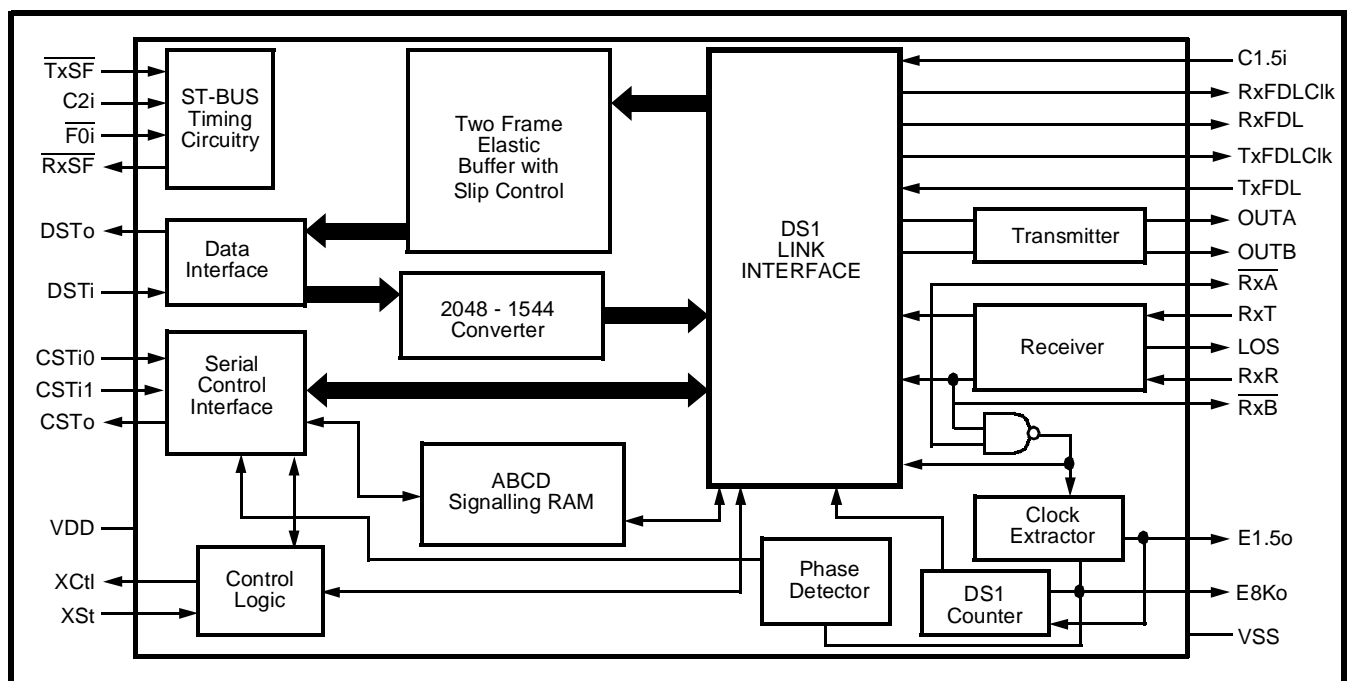 TxSF
C2i
F0i
RxSF
DSTo
DSTi
CSTi0
CSTi1
CSTo
VDD
XCtl
XSt
ST-BUS
Timing
Circuitry
Data
Interface
Serial
Control
Interface
Control
Logic
Two Frame
Elastic
Buffer with
Slip Control
2048 - 1544
Converter
ABCD
Signalling RAM
Phase
Detector
DS1
LINK
INTERFACE
Transmitter
Receiver
Clock
Extractor
DS1
Counter
C1.5i
RxFDLClk
RxFDL
TxFDLClk
TxFDL
OUTA
OUTB
RxA
RxT
LOS
RxR
RxB
E1.5o
E8Ko
VSS